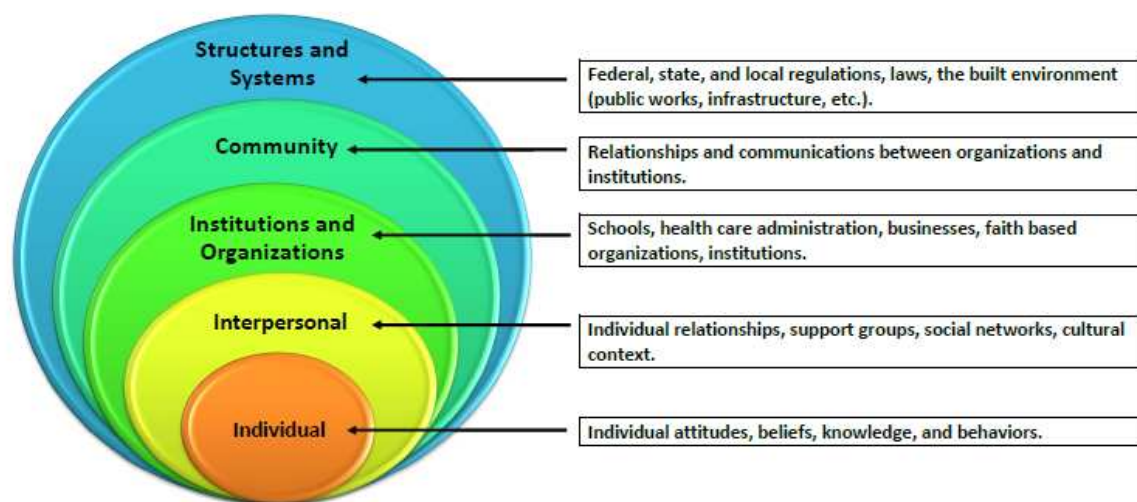 Structures and
Systems
Federal, state, and local regulations, laws, the built environment
(public works, infrastructure, etc.).
Community
Relationships and communications between organizations and
institutions.
Institutions and
Organizations
Schools, health care administration, businesses, faith based
organizations, institutions.
Interpersonal
Individual relationships, support groups, social networks, cultural
context.
Individual
Individual attitudes, beliefs, knowledge, and behaviors.